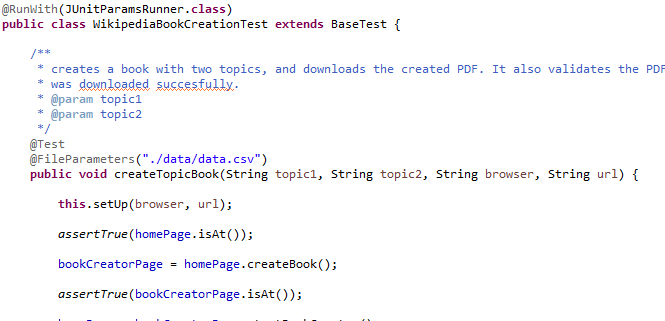 @RunWith(JUnitParamsRunner.class)
public class WikipediaBookCreationTest extends BaseTest {
/**
* creates a book with two topics, and downloads the created PDF. It also validates the PDF
* was downloaded succesfully.
* @param topic1
* @param topic2
*/
@Test
@FileParameters("./data/data.csv")
public void createTopicBook(String topic1, String topic2, String browser, String url) {
this.setUp(browser, url);
assertTrue(homePage.isAt());
bookCreatorPage = homePage.createBook();
assertTrue(bookCreatorPage.isAt());